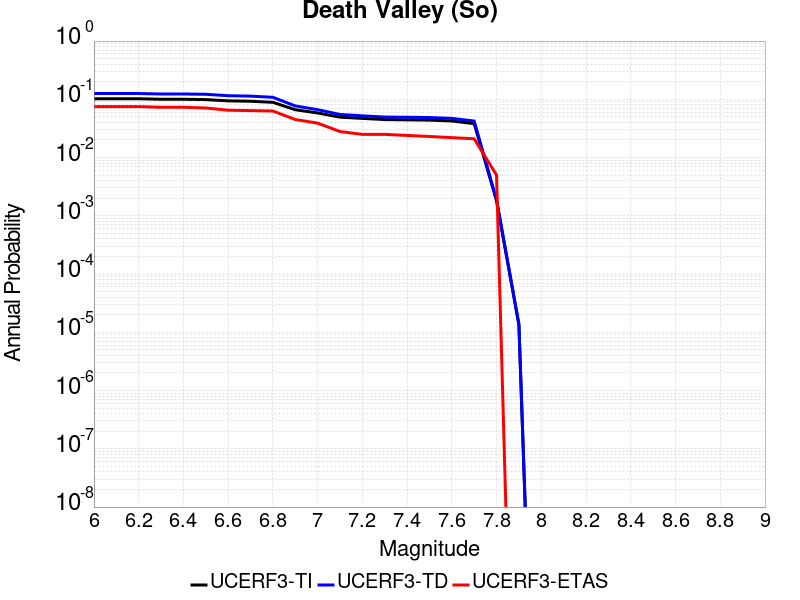 Death Valley (So)
10^0
10^-1
10^-2
10^-3
10^-4
10^-5
10^-6
10^-7
10^-8
Annual Probability
6 6.2 6.4 6.6 6.8 7 7.2 7.4 7.6 7.8 8 8.2 8.4 8.6 8.8 9
Magnitude
UCERF3-TI UCERF3-TD UCERF3-ETAS